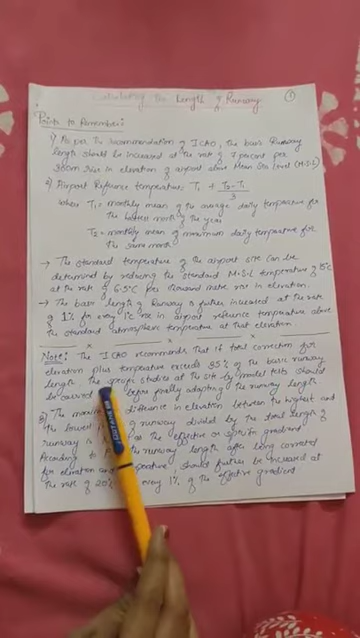 Calculating the Length of Runway
1
Points to Remember:
1) As per the recommendation of ICAO, the basic Runway
length should be increased at the rate of 7 percent per
300m rise in elevation of airport above Mean Sea Level (M.S.L)
2) Airport Reference temperature = T1 + (T2 - T1)/3
where T1 = monthly mean of the average daily temperature for
the hottest month of the year
T2 = monthly mean of maximum daily temperature for
the same month
→ The standard temperature of the airport site can be
determined by reducing the standard M.S.L temperature of 15°C
at the rate of 6.5°C per thousand metre rise in elevation.
→ The basic length of Runway is further increased at the rate
of 1% for every 1°C rise in airport reference temperature above
the standard atmospheric temperature at that elevation.
Note: The ICAO recommends that if total correction for
elevation plus temperature exceeds 35% of the basic runway
length. The specific studies at the site by model tests should
be carried before finally adopting the runway length.
3) The maximum difference in elevation between the highest and
the lowest of runway divided by the total length of
runway is as the effective or gradient
According to the runway length after being corrected
for elevation and temperature should further be increased at
the rate of 20% every 1% of the effective gradient